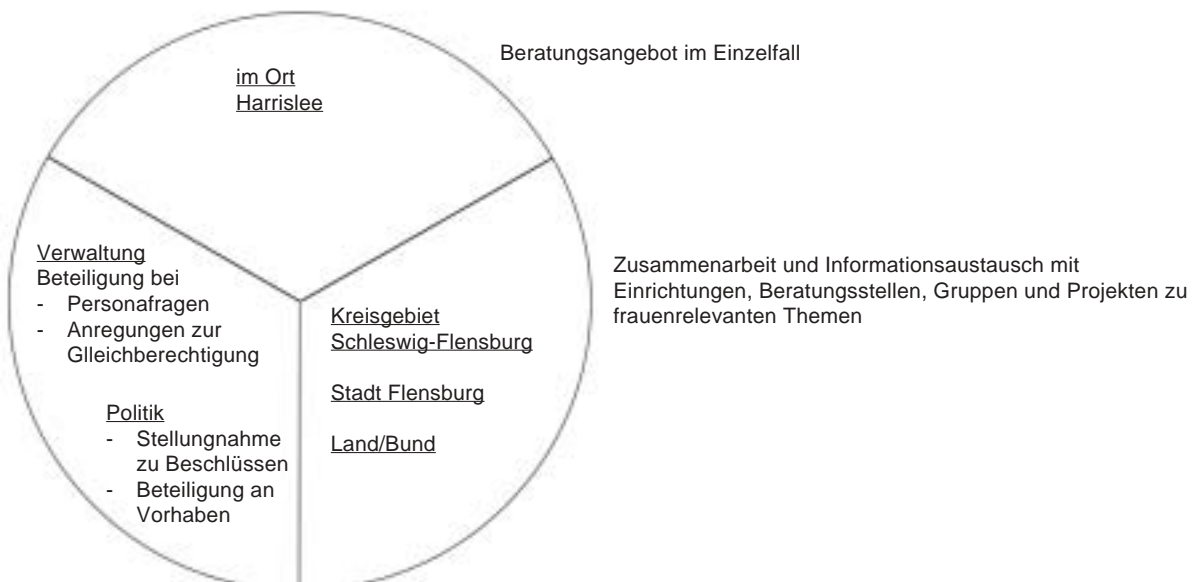 Beratungsangebot im Einzelfall
im Ort
Harrislee
Verwaltung
Beteiligung bei
- Personafragen
- Anregungen zur
Glleichberechtigung
Politik
- Stellungnahme
zu Beschlüssen
- Beteiligung an
Vorhaben
Kreisgebiet
Schleswig-Flensburg
Stadt Flensburg
Land/Bund
Zusammenarbeit und Informationsaustausch mit
Einrichtungen, Beratungsstellen, Gruppen und Projekten zu
frauenrelevanten Themen